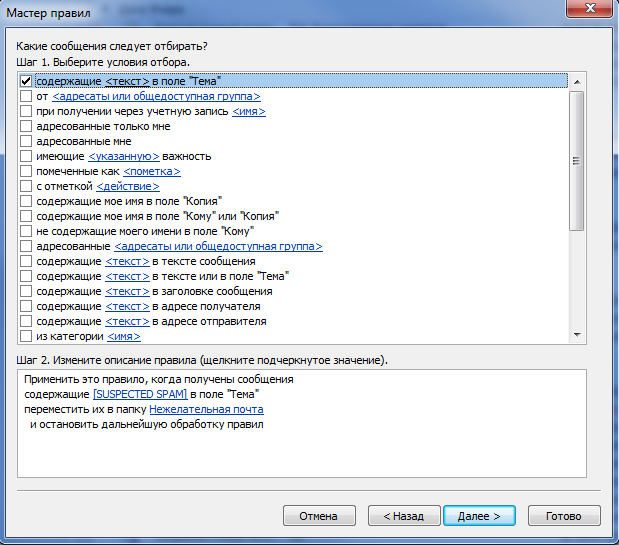 Мастер правил
Какие сообщения следует отбирать?
Шаг 1. Выберите условия отбора.
содержащие <текст> в поле "Тема"
от <адресаты или общедоступная группа>
при получении через учетную запись <имя>
адресованные только мне
адресованные мне
имеющие <указанную> важность
помеченные как <пометка>
с отметкой <действие>
содержащие мое имя в поле "Копия"
содержащие мое имя в поле "Кому" или "Копия"
не содержащие моего имени в поле "Кому"
адресованные <адресаты или общедоступная группа>
содержащие <текст> в тексте сообщения
содержащие <текст> в тексте или в поле "Тема"
содержащие <текст> в заголовке сообщения
содержащие <текст> в адресе получателя
содержащие <текст> в адресе отправителя
из категории <имя>
Шаг 2. Измените описание правила (щелкните подчеркнутое значение).
Применить это правило, когда получены сообщения
содержащие [SUSPECTED SPAM] в поле "Тема"
переместить их в папку Нежелательная почта
и остановить дальнейшую обработку правил
Отмена
< Назад
Далее >
Готово